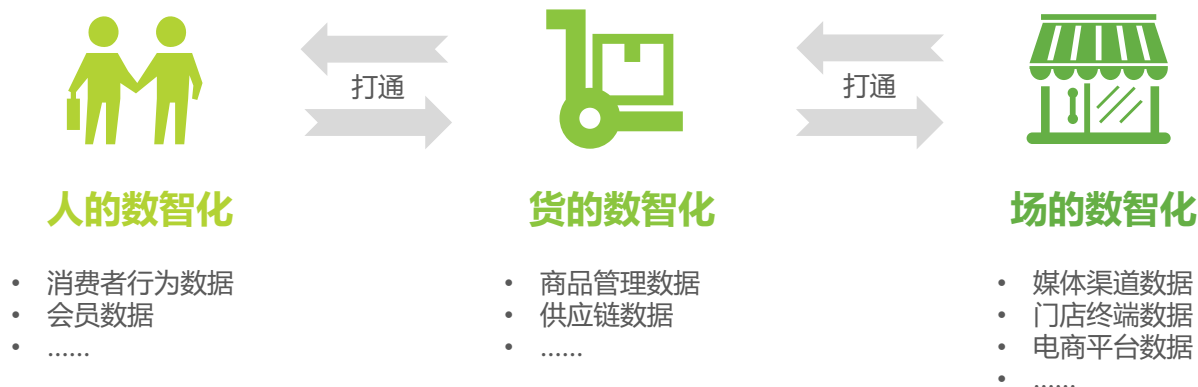 打通
打通
人的数智化
货的数智化
场的数智化
• 消费者行为数据
• 会员数据
• ......
• 商品管理数据
• 供应链数据
• ......
• 媒体渠道数据
• 门店终端数据
• 电商平台数据
• ......